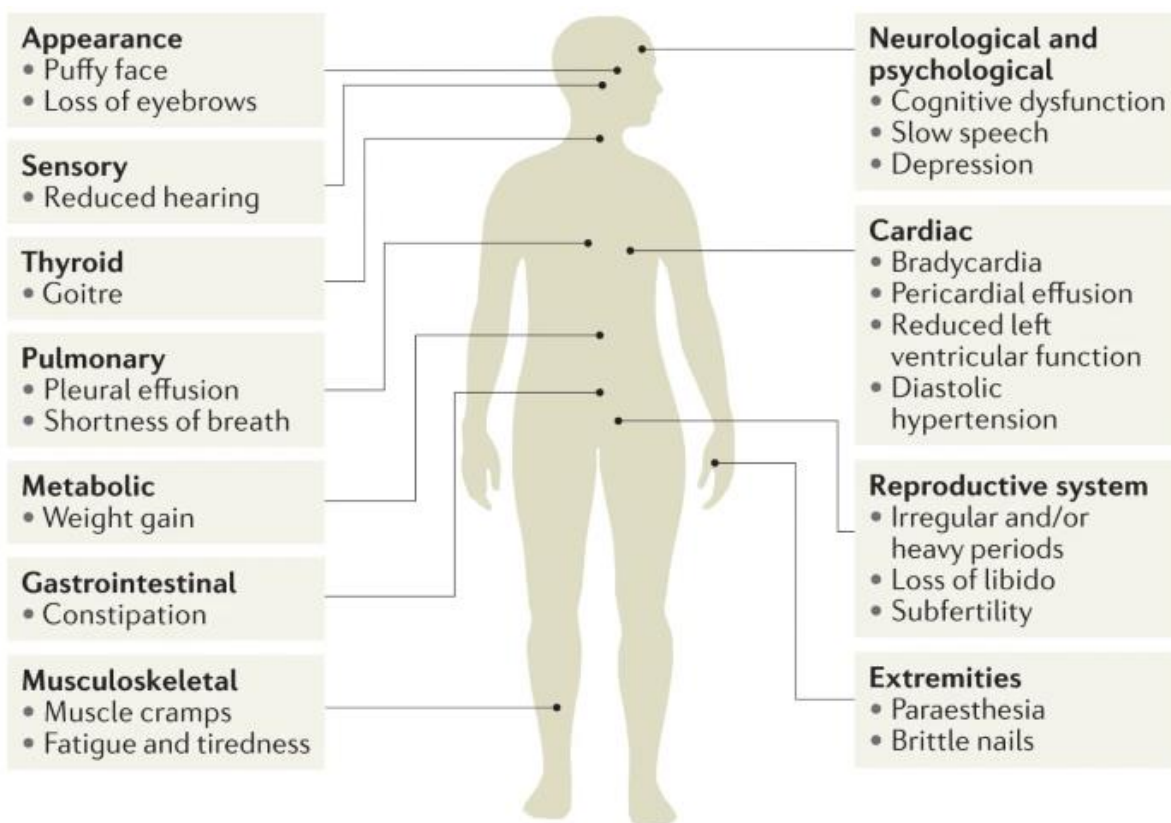 Appearance
• Puffy face
• Loss of eyebrows
Sensory
• Reduced hearing
Thyroid
• Goitre
Pulmonary
• Pleural effusion
• Shortness of breath
Metabolic
• Weight gain
Gastrointestinal
• Constipation
Musculoskeletal
• Muscle cramps
• Fatigue and tiredness
Neurological and
psychological
• Cognitive dysfunction
• Slow speech
• Depression
Cardiac
• Bradycardia
• Pericardial effusion
• Reduced left
ventricular function
• Diastolic
hypertension
Reproductive system
• Irregular and/or
heavy periods
• Loss of libido
• Subfertility
Extremities
• Paraesthesia
• Brittle nails